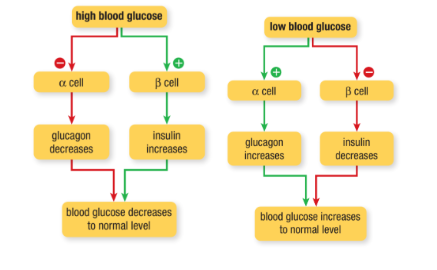 high blood glucose
α cell
β cell
glucagon
decreases
insulin
increases
blood glucose decreases
to normal level
low blood glucose
α cell
β cell
glucagon
increases
insulin
decreases
blood glucose increases
to normal level